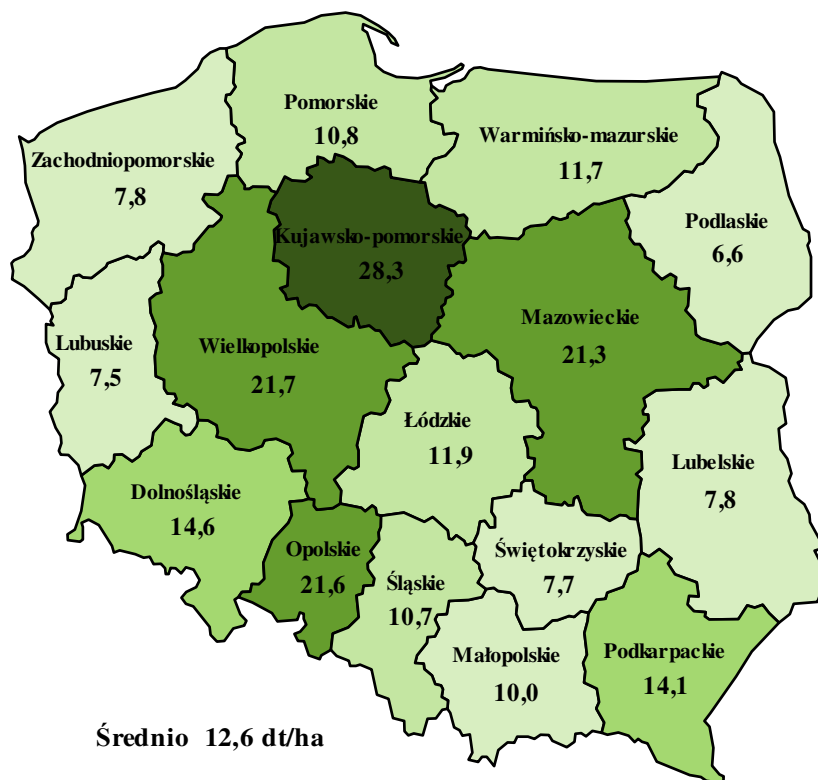 Pomorskie
10,8
Warmińsko-mazurskie
11,7
Zachodniopomorskie
7,8
Podlaskie
6,6
Kujawsko-pomorskie
28,3
Mazowieckie
21,3
Lubuskie
7,5
Wielkopolskie
21,7
Łódzkie
11,9
Lubelskie
7,8
Dolnośląskie
14,6
Opolskie
21,6
Śląskie
10,7
Świętokrzyskie
7,7
Małopolskie
10,0
Podkarpackie
14,1
Średnio 12,6 dt/ha